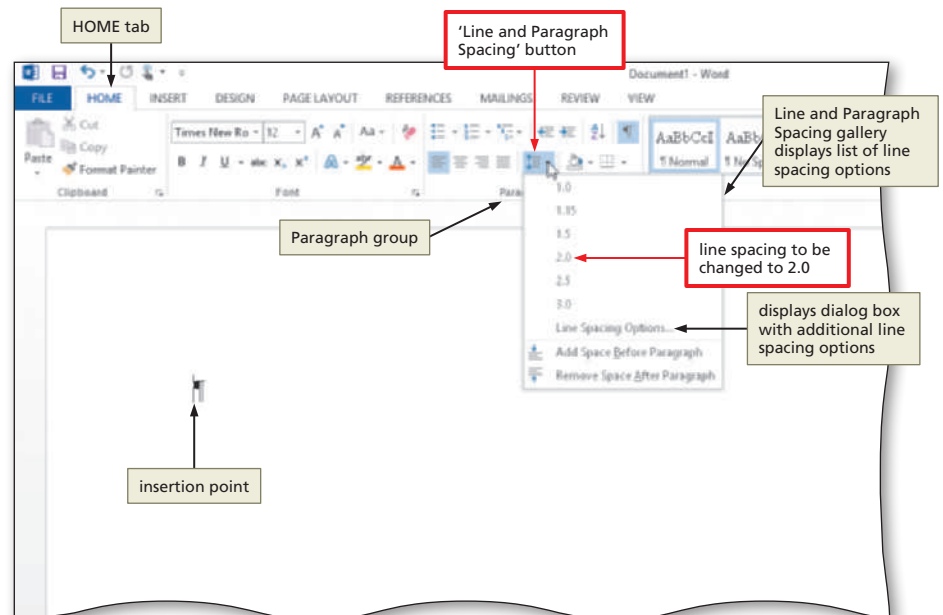 HOME tab
'Line and Paragraph
Spacing' button
Document1 - Word
FILE HOME INSERT DESIGN PAGE LAYOUT REFERENCES MAILINGS REVIEW VIEW
Line and Paragraph
Spacing gallery
displays list of line
spacing options
Cut
Copy
Format Painter
Paste
Clipboard
Times New Ro 12
Font
Para
AaBbCcI AaBb
¶ Normal ¶ No Sp
1.0
1.15
1.5
2.0
2.5
3.0
Line Spacing Options...
Add Space Before Paragraph
Remove Space After Paragraph
Paragraph group
line spacing to be
changed to 2.0
displays dialog box
with additional line
spacing options
¶
insertion point